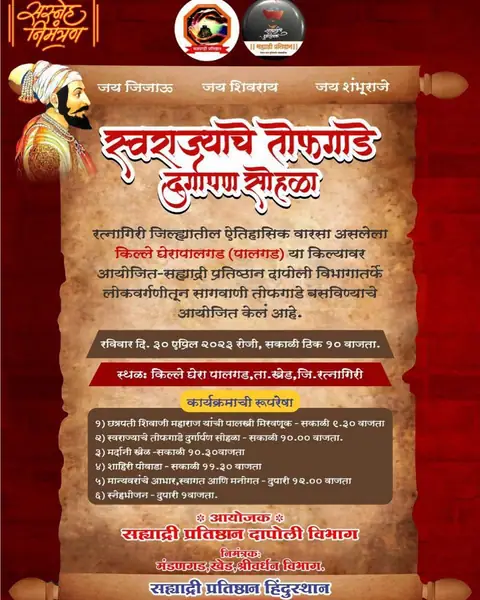 सस्नेह
निमंत्रण
सह्याद्री प्रतिष्ठान
|| सह्याद्री प्रतिष्ठान ||
जय जिजाऊ जय शिवराय जय शंभूराजे
स्वराज्याचे तोफगाडे
दुर्गार्पण सोहळा
रत्नागिरी जिल्ह्यातील ऐतिहासिक वारसा असलेला
किल्ले घेरापालगड (पालगड) या किल्यावर
आयोजित-सह्याद्री प्रतिष्ठान दापोली विभागातर्फे
लोकवर्गणीतून सागवाणी तोफगाडे बसविण्याचे
आयोजित केलं आहे.
रविवार दि. ३० एप्रिल २०२३ रोजी, सकाळी ठिक १० वाजता.
स्थळ: किल्ले घेरा पालगड,ता.खेड,जि.रत्नागिरी
कार्यक्रमाची रूपरेषा
१) छत्रपती शिवाजी महाराज यांची पालखी मिरवणूक - सकाळी ९.३० वाजता
२) स्वराज्याचे तोफगाडे दुर्गार्पण सोहळा - सकाळी १०.०० वाजता.
३) मर्दानी खेळ -सकाळी १०.३०वाजता
४) शाहिरी पोवाडा - सकाळी ११.३० वाजता
५) मान्यवरांचे आभार,स्वागत आणि मनोगत - दुपारी १२.०० वाजता
६) स्नेहभोजन - दुपारी १वाजता.
* आयोजक *
सह्याद्री प्रतिष्ठान दापोली विभाग
निमंत्रक:
मंडणगड,खेड,श्रीवर्धन विभाग.
सह्याद्री प्रतिष्ठान हिंदुस्थान